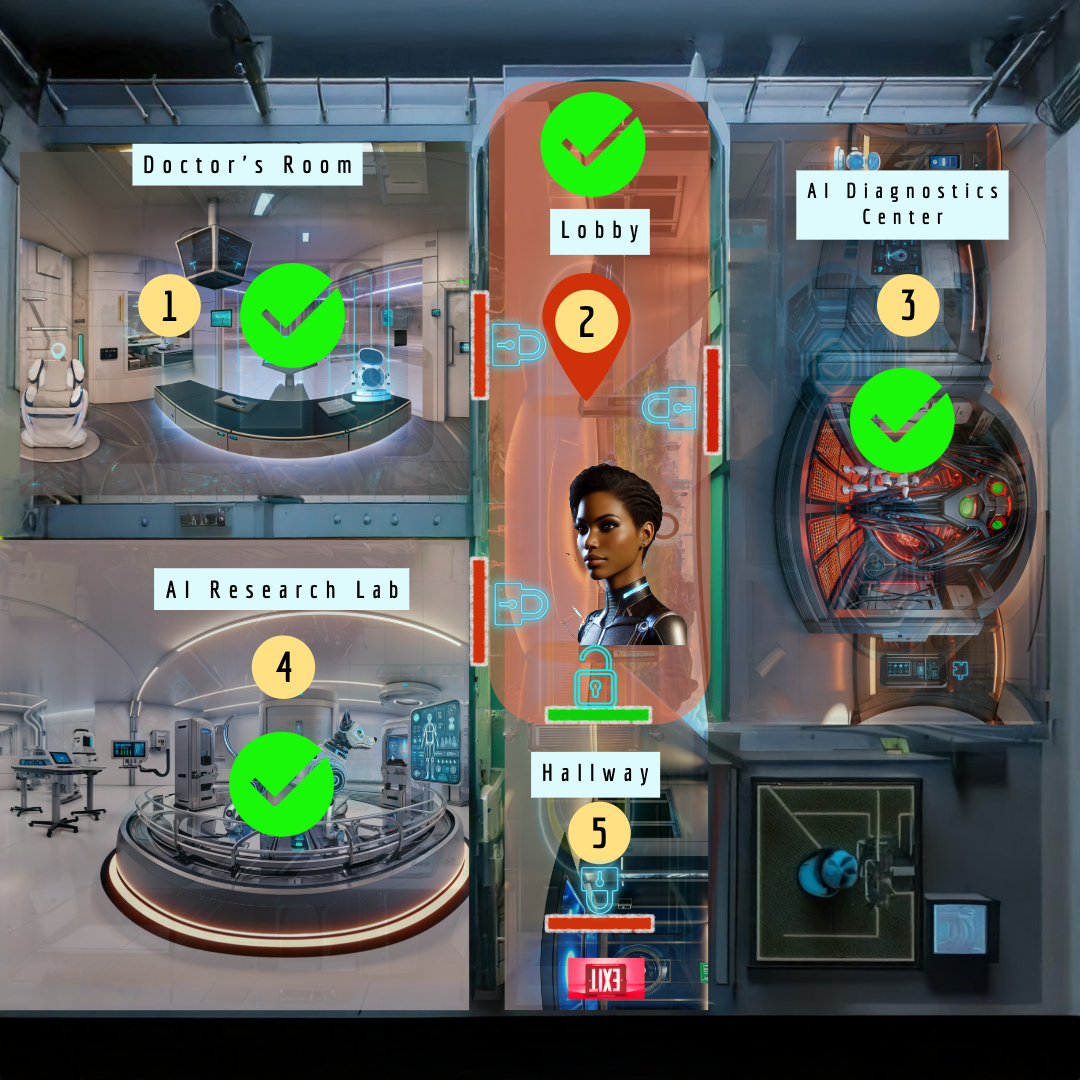 Doctor's Room
1
Lobby
2
AI Diagnostics
Center
3
AI Research Lab
4
Hallway
5
EXIT